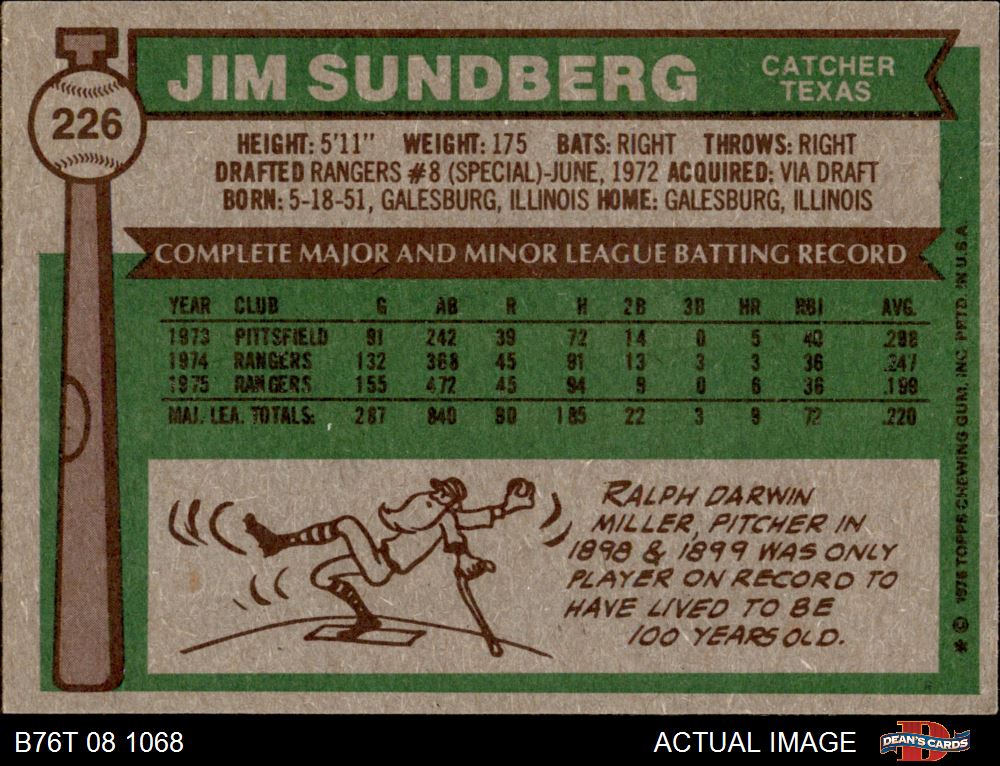 226
JIM SUNDBERG
CATCHER
TEXAS
HEIGHT: 5'11" WEIGHT: 175 BATS: RIGHT THROWS: RIGHT
DRAFTED RANGERS #8 (SPECIAL)-JUNE, 1972 ACQUIRED: VIA DRAFT
BORN: 5-18-51, GALESBURG, ILLINOIS HOME: GALESBURG, ILLINOIS
COMPLETE MAJOR AND MINOR LEAGUE BATTING RECORD
YEAR CLUB G AB R H 2B 3B HR RBI AVG.
1973 PITTSFIELD 91 242 39 72 14 0 5 40 .298
1974 RANGERS 132 368 45 91 13 3 3 36 .247
1975 RANGERS 155 472 45 94 9 0 6 36 .199
MAJ. LEA. TOTALS: 287 840 90 185 22 3 9 72 .220
RALPH DARWIN
MILLER, PITCHER IN
1898 & 1899 WAS ONLY
PLAYER ON RECORD TO
HAVE LIVED TO BE
100 YEARS OLD.
* © 1976 TOPPS CHEWING GUM, INC. PRTD. IN U.S.A.
B76T 08 1068
ACTUAL IMAGE
DEAN'S CARDS